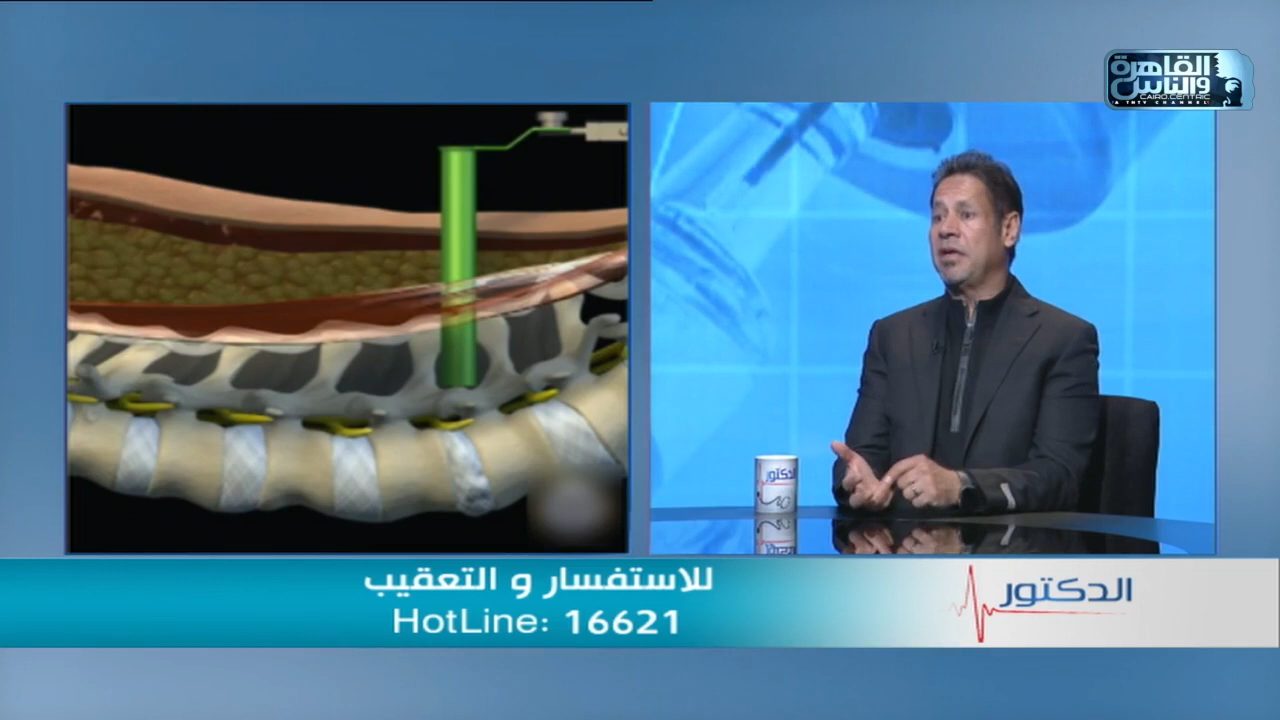 القاهرة
والناس
CAIRO.CENTRIC
A TNTV CHANNEL
الدكتور
للاستفسار و التعقيب
HotLine: 16621
الدكتور